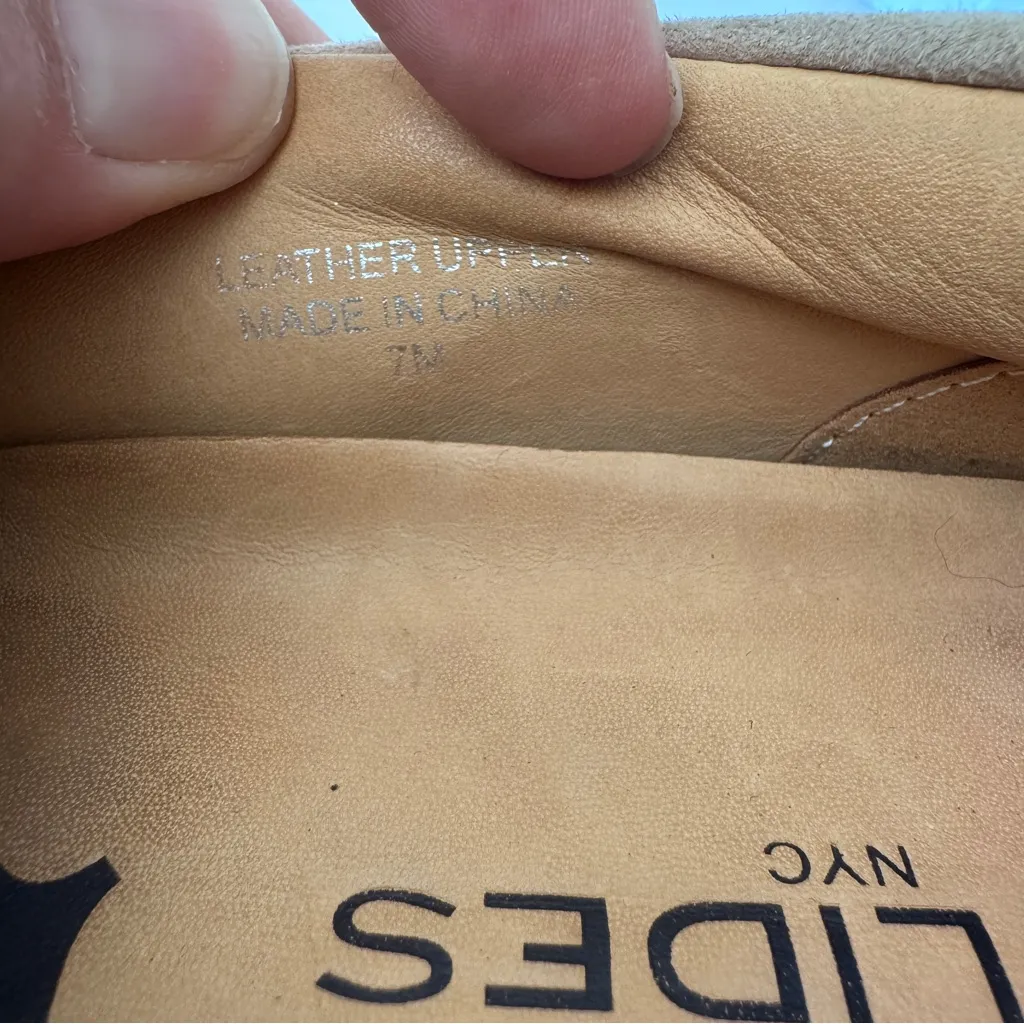 LEATHER UPPER
MADE IN CHINA
7M
LIDES
NYC